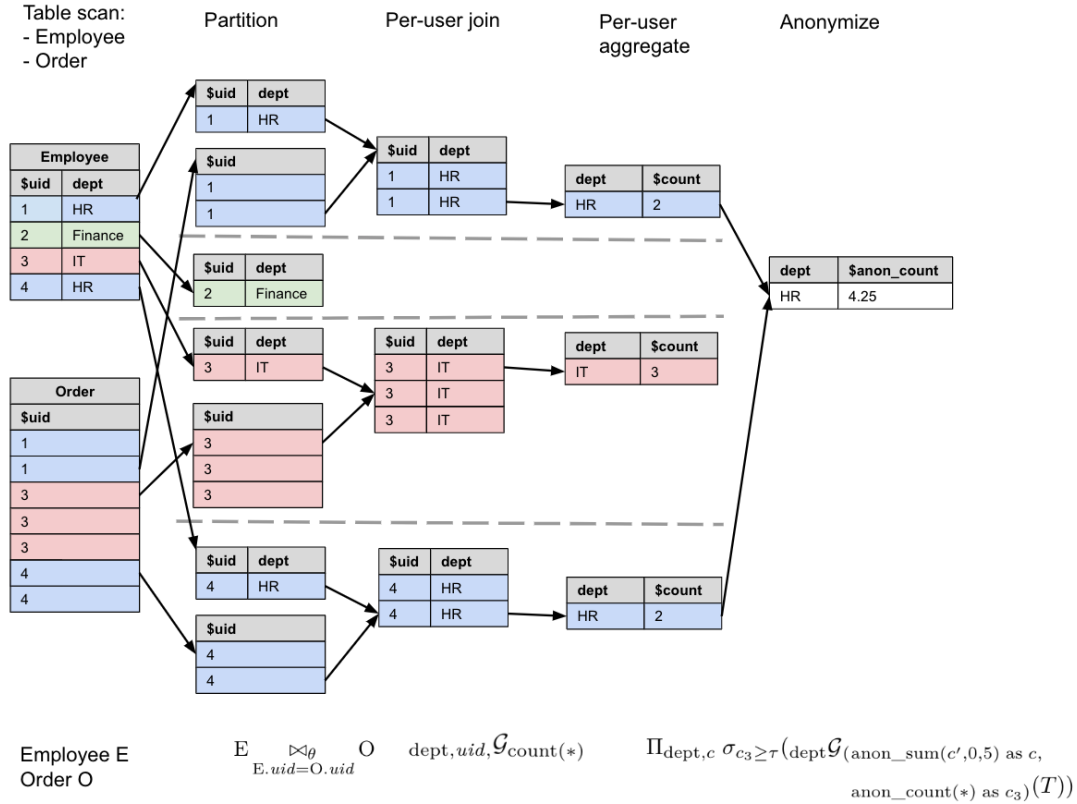 Table scan:
- Employee
- Order
Partition
Per-user join
Per-user
aggregate
Anonymize
Employee
$uid dept
1 HR
2 Finance
3 IT
4 HR
Order
$uid
1
1
3
3
3
4
4
$uid dept
1 HR
$uid
1
1
$uid dept
2 Finance
$uid dept
3 IT
$uid
3
3
3
$uid dept
4 HR
$uid
4
4
$uid dept
1 HR
1 HR
$uid dept
3 IT
3 IT
3 IT
$uid dept
4 HR
4 HR
dept $count
HR 2
dept $count
IT 3
dept $count
HR 2
dept $anon_count
HR 4.25
Employee E
Order O
E ⋈θ O
E.uid=O.uid
dept,uid,𝒢count(∗)
Πdept,c σc₃≥τ(dept𝒢(anon_sum(c′,0,5) as c,
anon_count(∗) as c₃)(T))